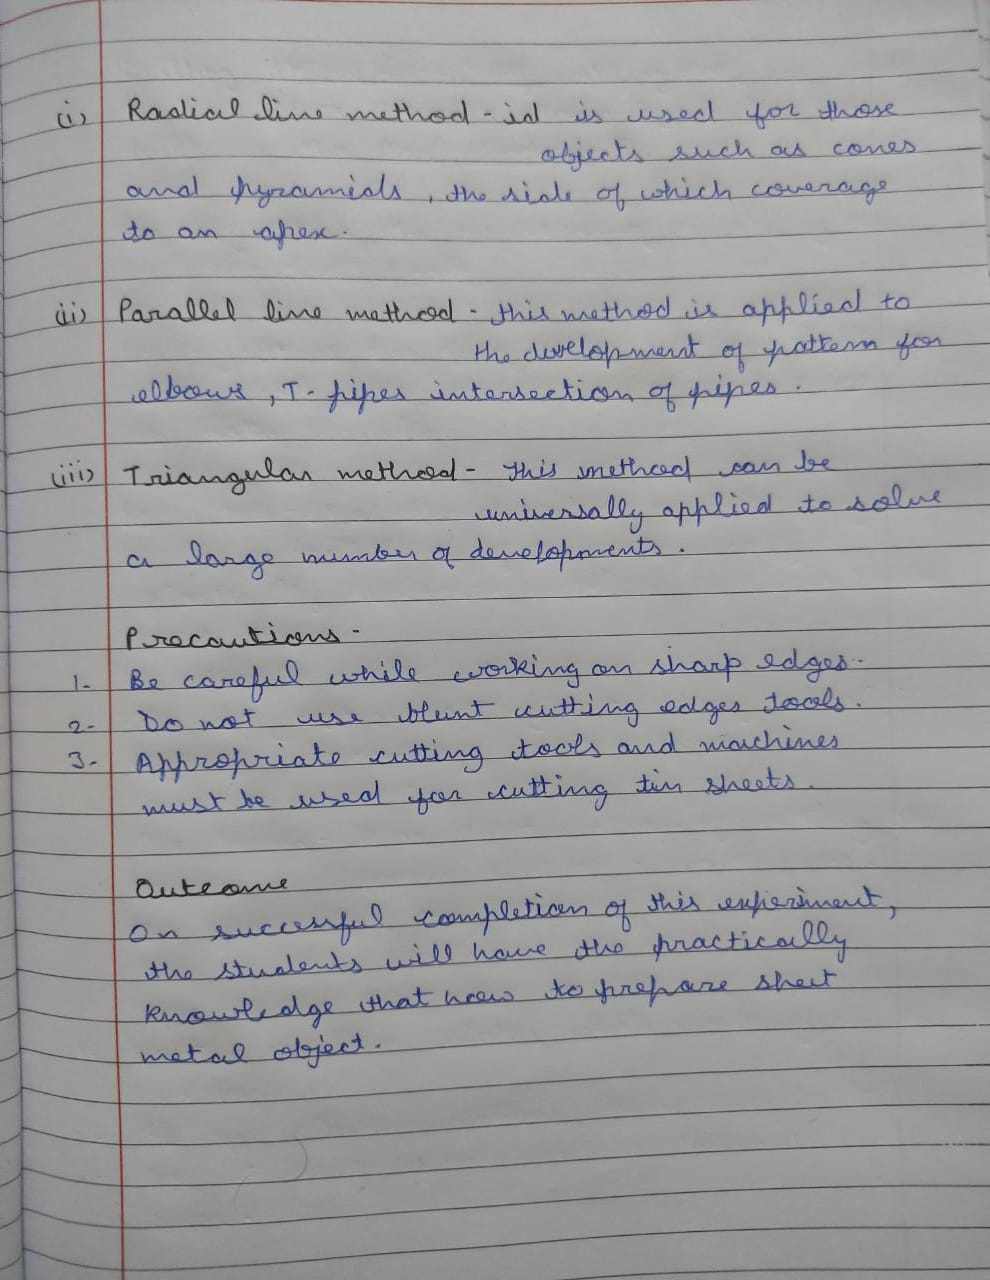 (i) Radical line method - id is used for those
objects such as cones
and pyramids, the side of which coverage
to an apex.
(ii) Parallel line method - this method is applied to
the development of pattern for
elbows, T- pipes intersection of pipes.
(iii) Triangular method - this method can be
universally applied to solve
a large number of developments.
Precautions -
1. Be careful while working on sharp edges.
2. Do not use blunt cutting edges tools.
3. Appropriate cutting tools and machines
must be used for cutting tin sheets.
Outcome
On successful completion of this experiment,
the students will have the practically
knowledge that how to prepare sheet
metal object.